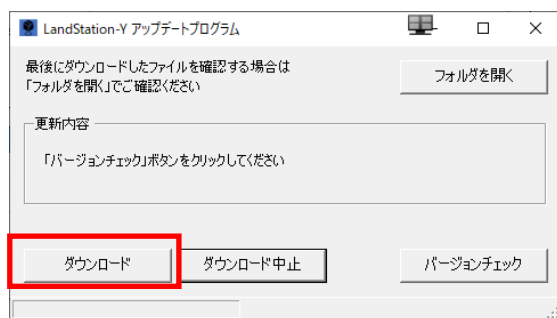 LandStation-Y アップデートプログラム
最後にダウンロードしたファイルを確認する場合は
「フォルダを開く」でご確認ください
フォルダを開く
更新内容
「バージョンチェック」ボタンをクリックしてください
ダウンロード
ダウンロード中止
バージョンチェック